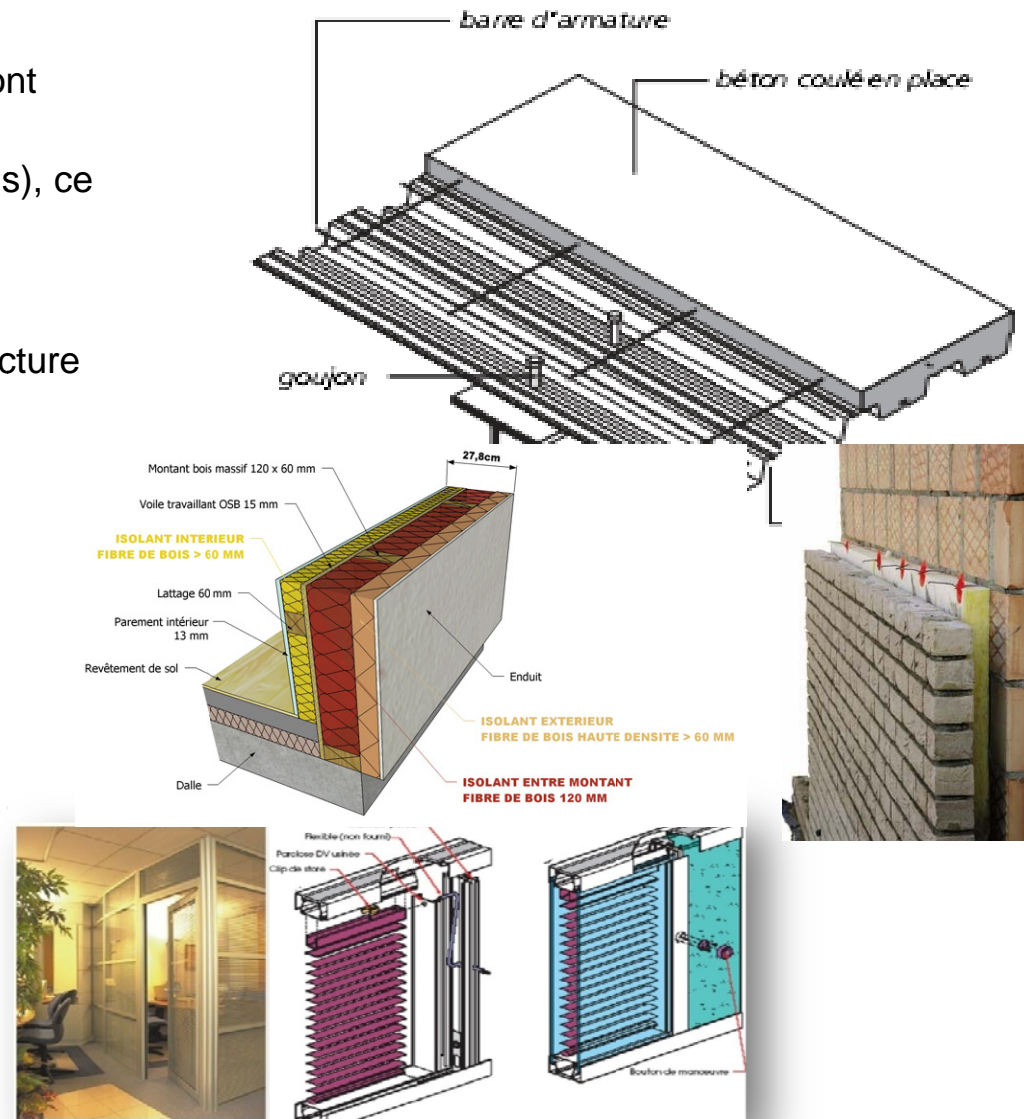 ont
s), ce
cture
barre d'armature
béton coulé en place
goujon
27,8cm
Montant bois massif 120 x 60 mm
Voile travaillant OSB 15 mm
ISOLANT INTERIEUR
FIBRE DE BOIS > 60 MM
Lattage 60 mm
Parement intérieur
13 mm
Revêtement de sol
Dalle
Enduit
ISOLANT EXTERIEUR
FIBRE DE BOIS HAUTE DENSITE > 60 MM
ISOLANT ENTRE MONTANT
FIBRE DE BOIS 120 MM
Flexible (non fourni)
Parclose DV usinée
Clip de store
Bouton de manoeuvre